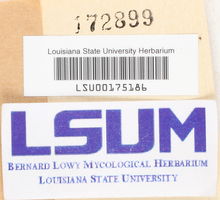 172899
Louisiana State University Herbarium
LSU00175186
LSUM
BERNARD LOWY MYCOLOGICAL HERBARIUM
LOUISIANA STATE UNIVERSITY